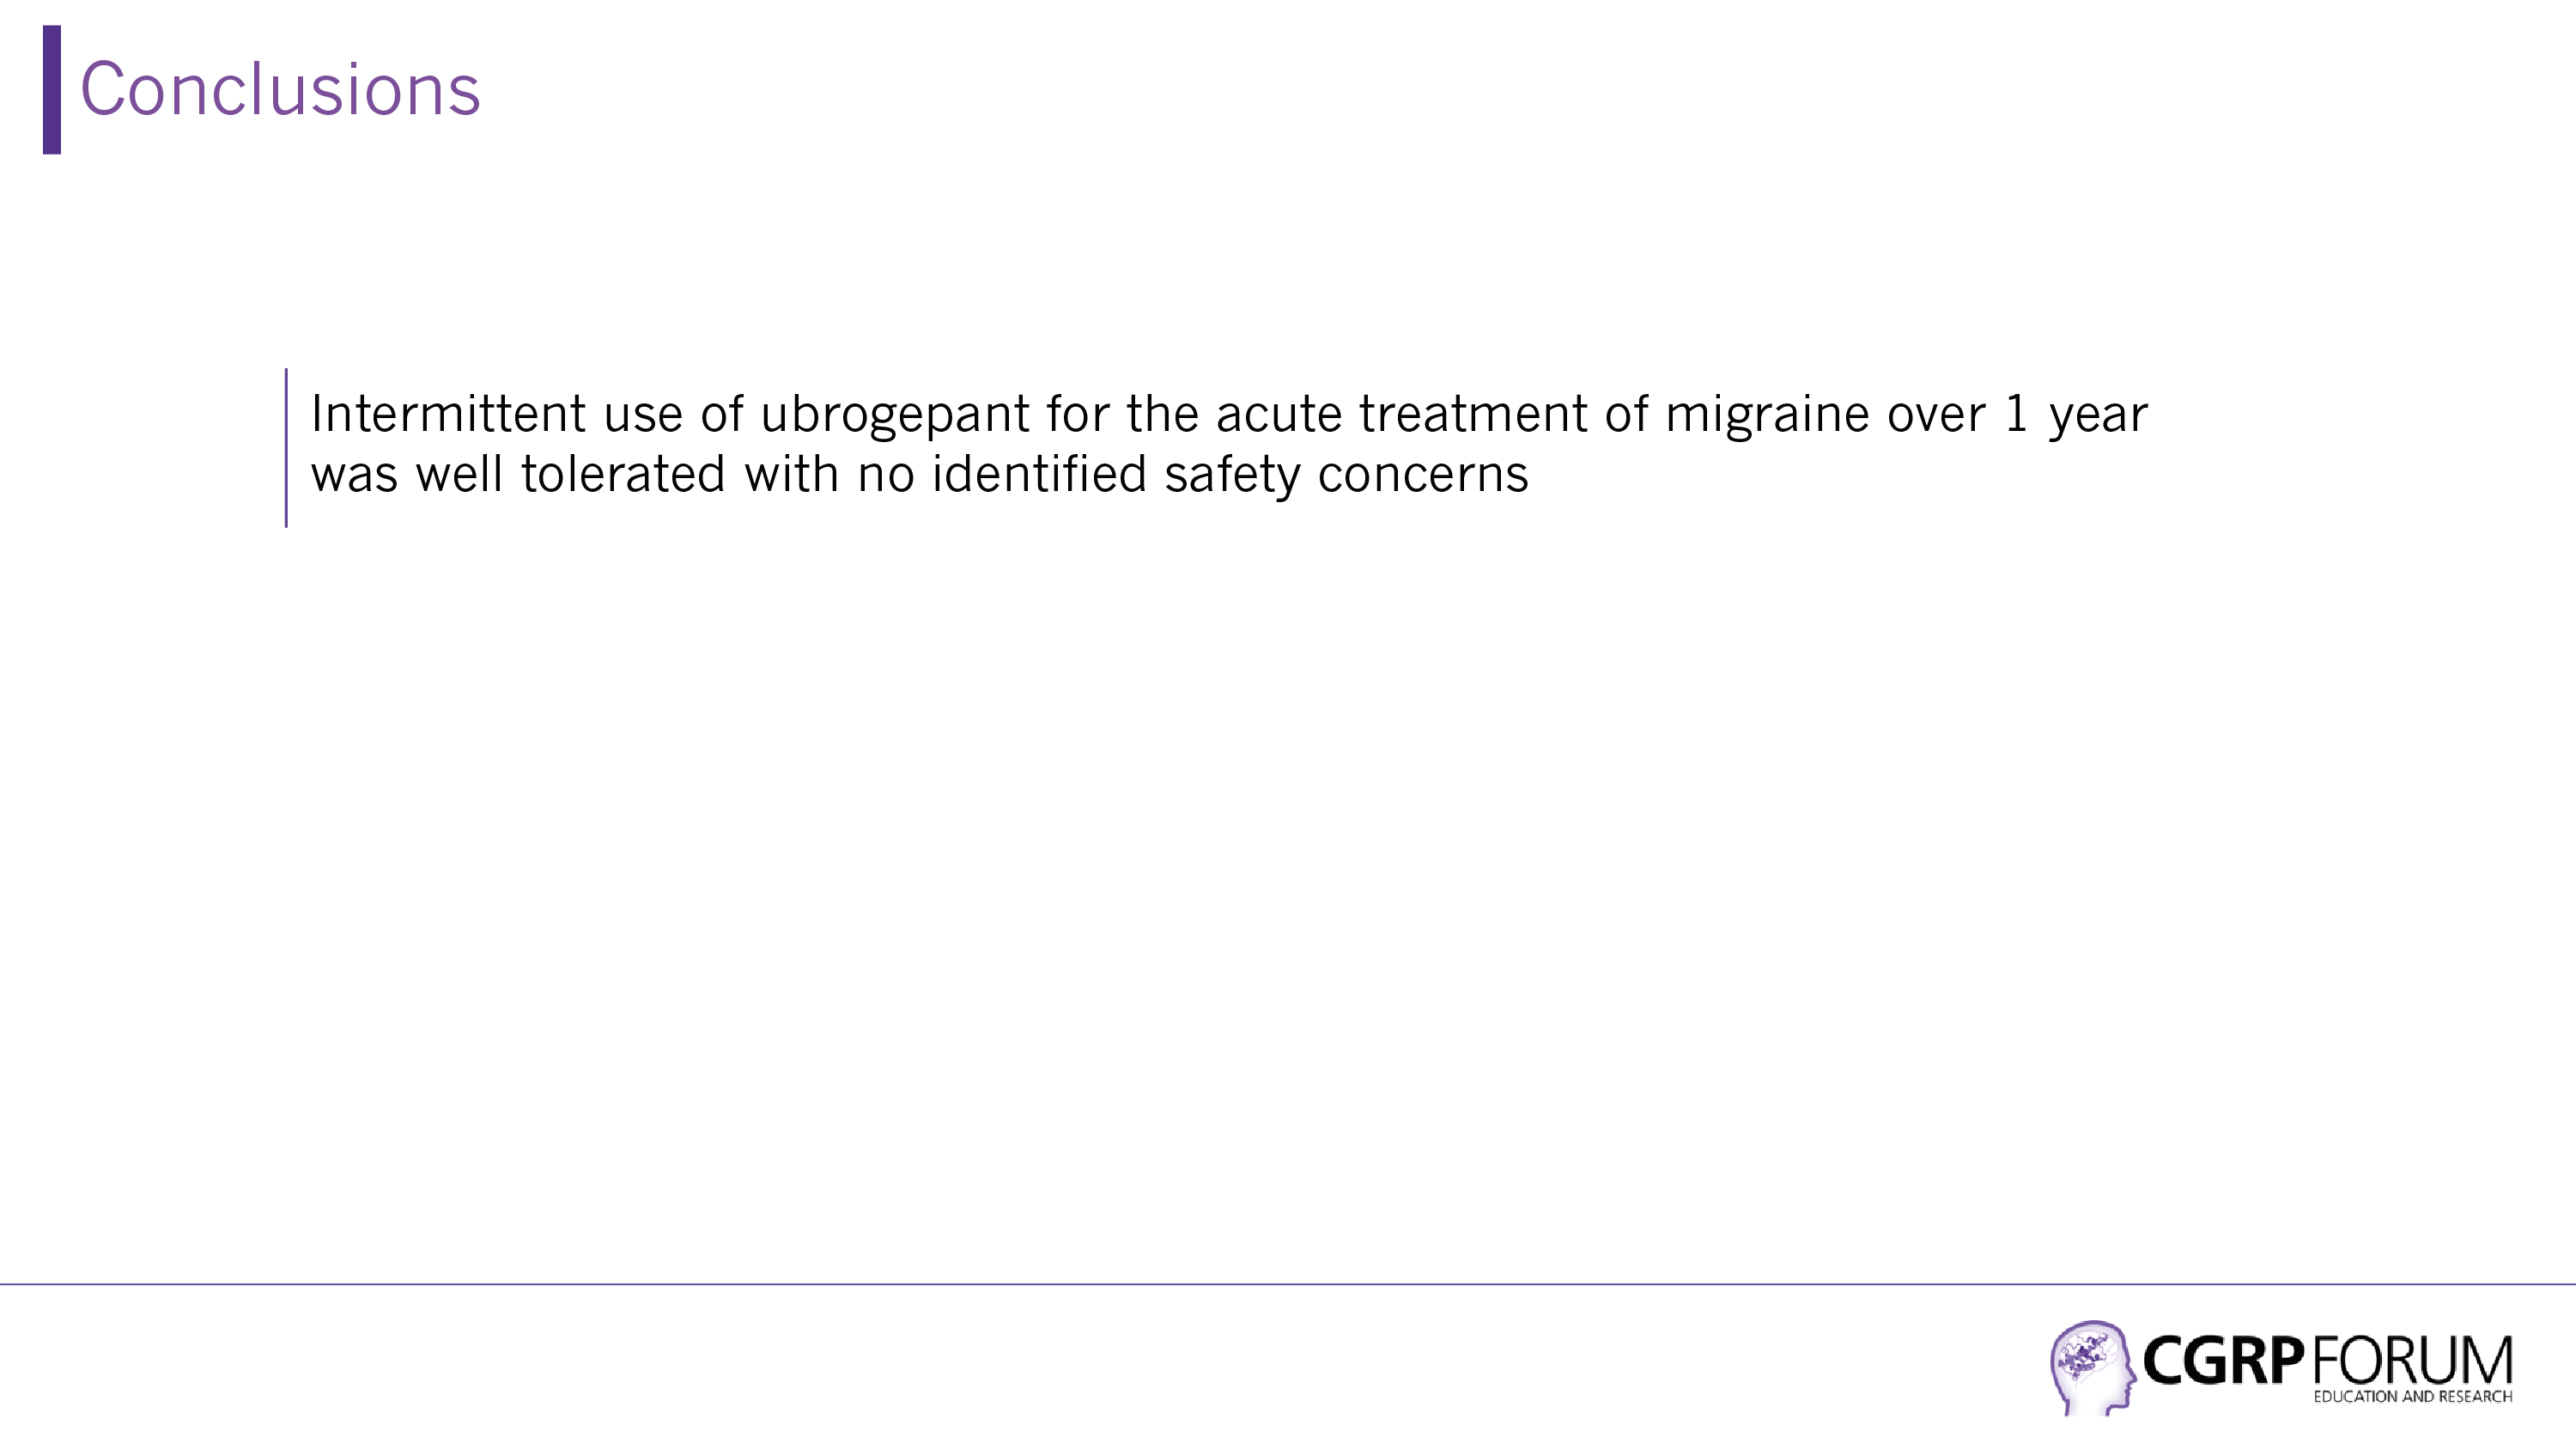 Conclusions
Intermittent use of ubrogepant for the acute treatment of migraine over 1 year
was well tolerated with no identified safety concerns
CGRP FORUM
EDUCATION AND RESEARCH